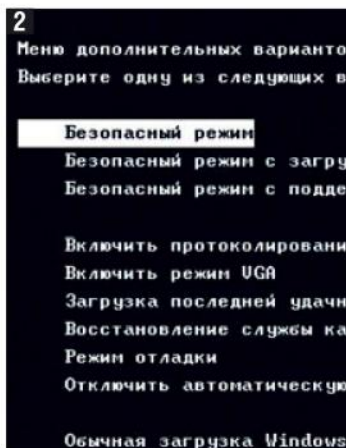 2
Меню дополнительных варианто
Выберите одну из следующих в
Безопасный режим
Безопасный режим с загру
Безопасный режим с подде
Включить протоколировани
Включить режим VGA
Загрузка последней удачн
Восстановление службы ка
Режим отладки
Отключить автоматическую
Обычная загрузка Windows